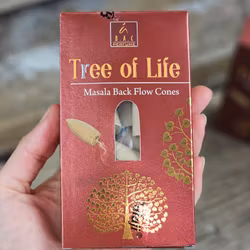 Tree of Life
Masala Back Flow Cones